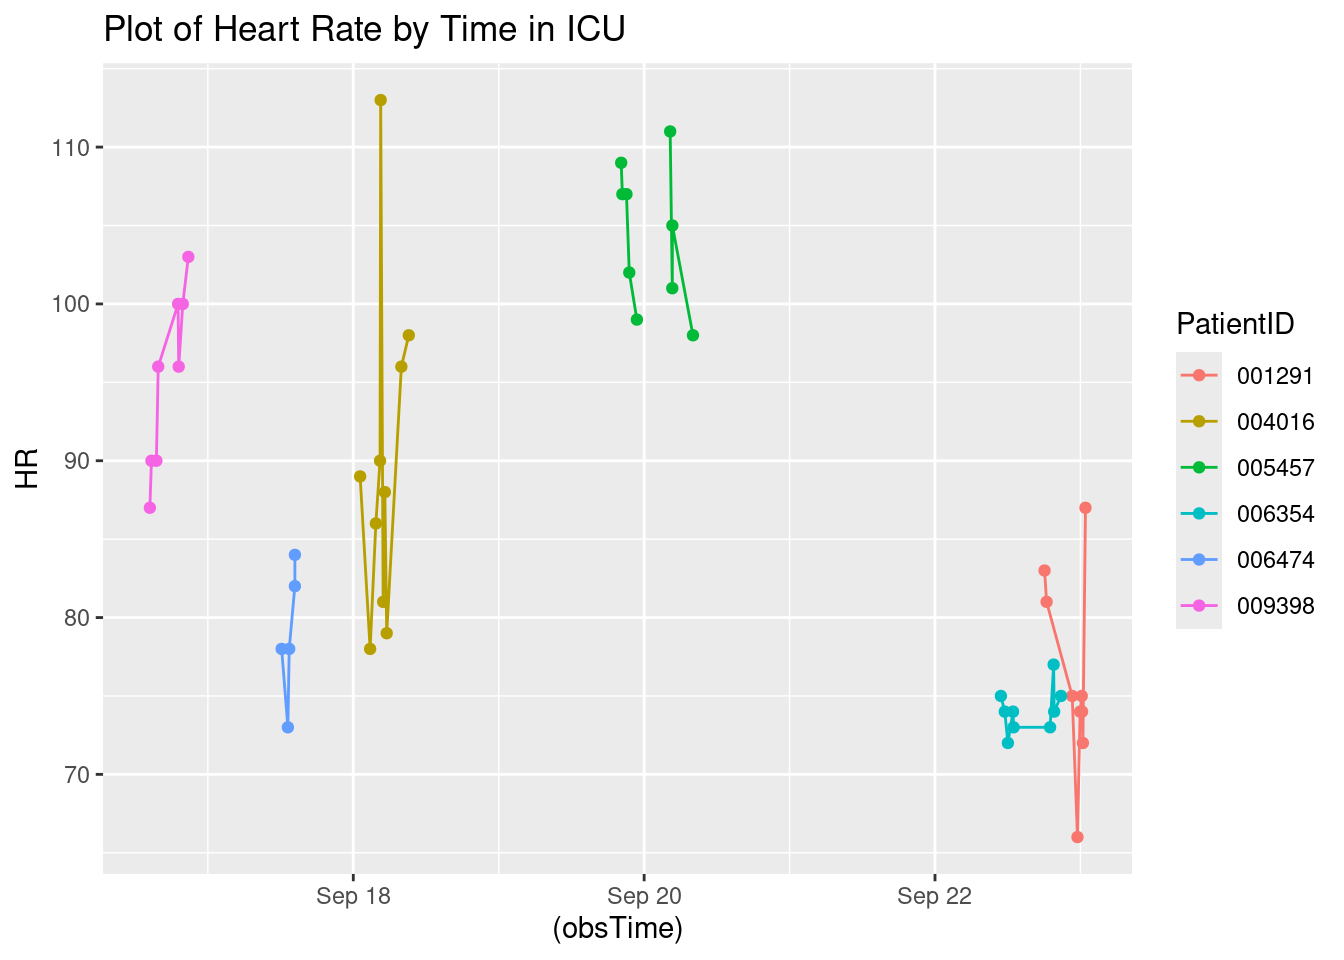 Plot of Heart Rate by Time in ICU
110
100
90
80
70
HR
Sep 18
Sep 20
Sep 22
(obsTime)
PatientID
001291
004016
005457
006354
006474
009398